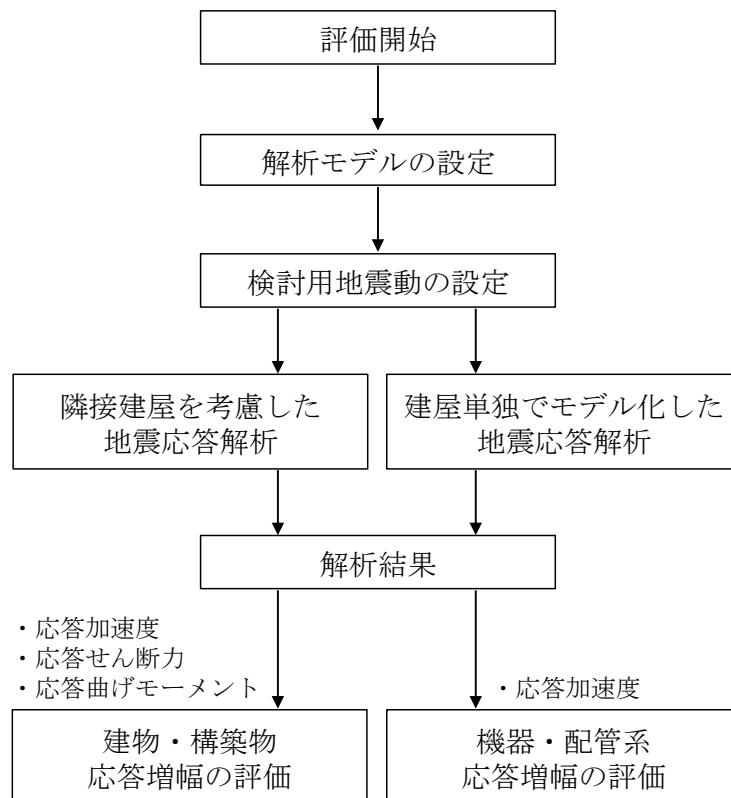 評価開始
解析モデルの設定
検討用地震動の設定
隣接建屋を考慮した
地震応答解析
建屋単独でモデル化した
地震応答解析
解析結果
・応答加速度
・応答せん断力
・応答曲げモーメント
・応答加速度
建物・構築物
応答増幅の評価
機器・配管系
応答増幅の評価